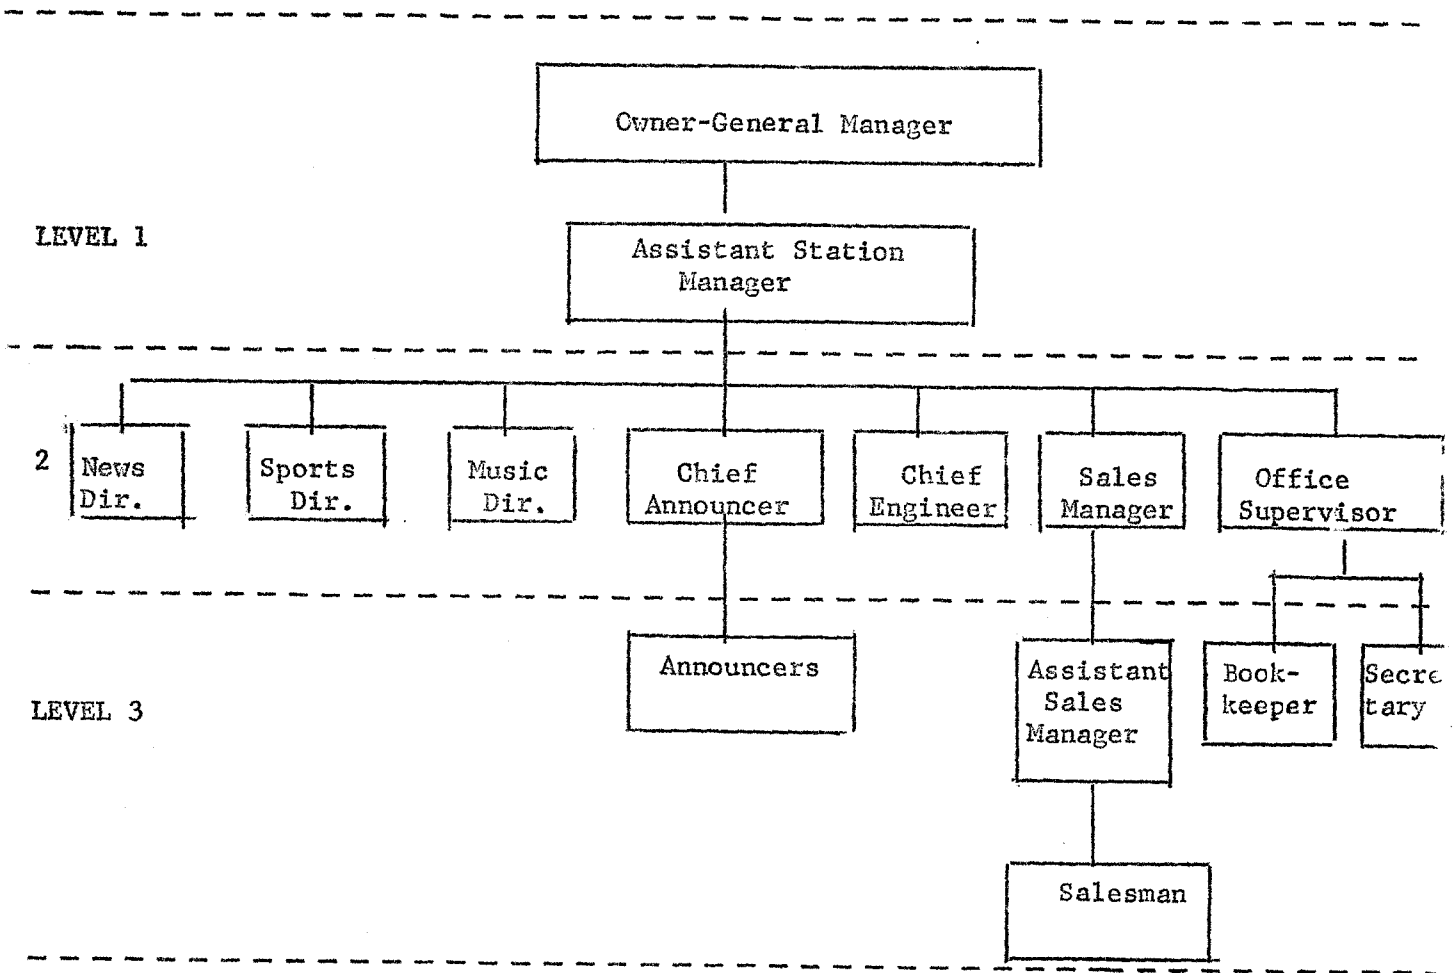 Owner-General Manager
LEVEL 1
Assistant Station
Manager
2
News
Dir.
Sports
Dir.
Music
Dir.
Chief
Announcer
Chief
Engineer
Sales
Manager
Office
Supervisor
LEVEL 3
Announcers
Assistant
Sales
Manager
Book-
keeper
Secre
tary
Salesman